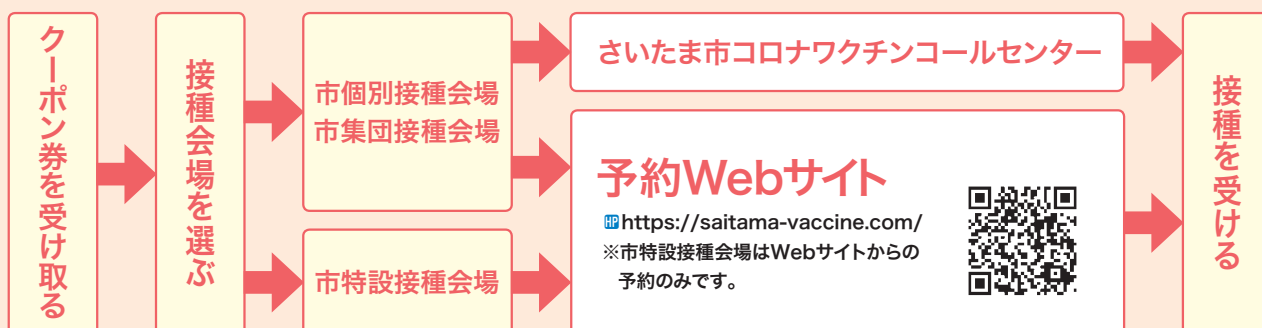 クーポン券を受け取る
接種会場を選ぶ
市個別接種会場
市集団接種会場
市特設接種会場
さいたま市コロナワクチンコールセンター
予約Webサイト
HP https://saitama-vaccine.com/
※市特設接種会場はWebサイトからの
予約のみです。
接種を受ける